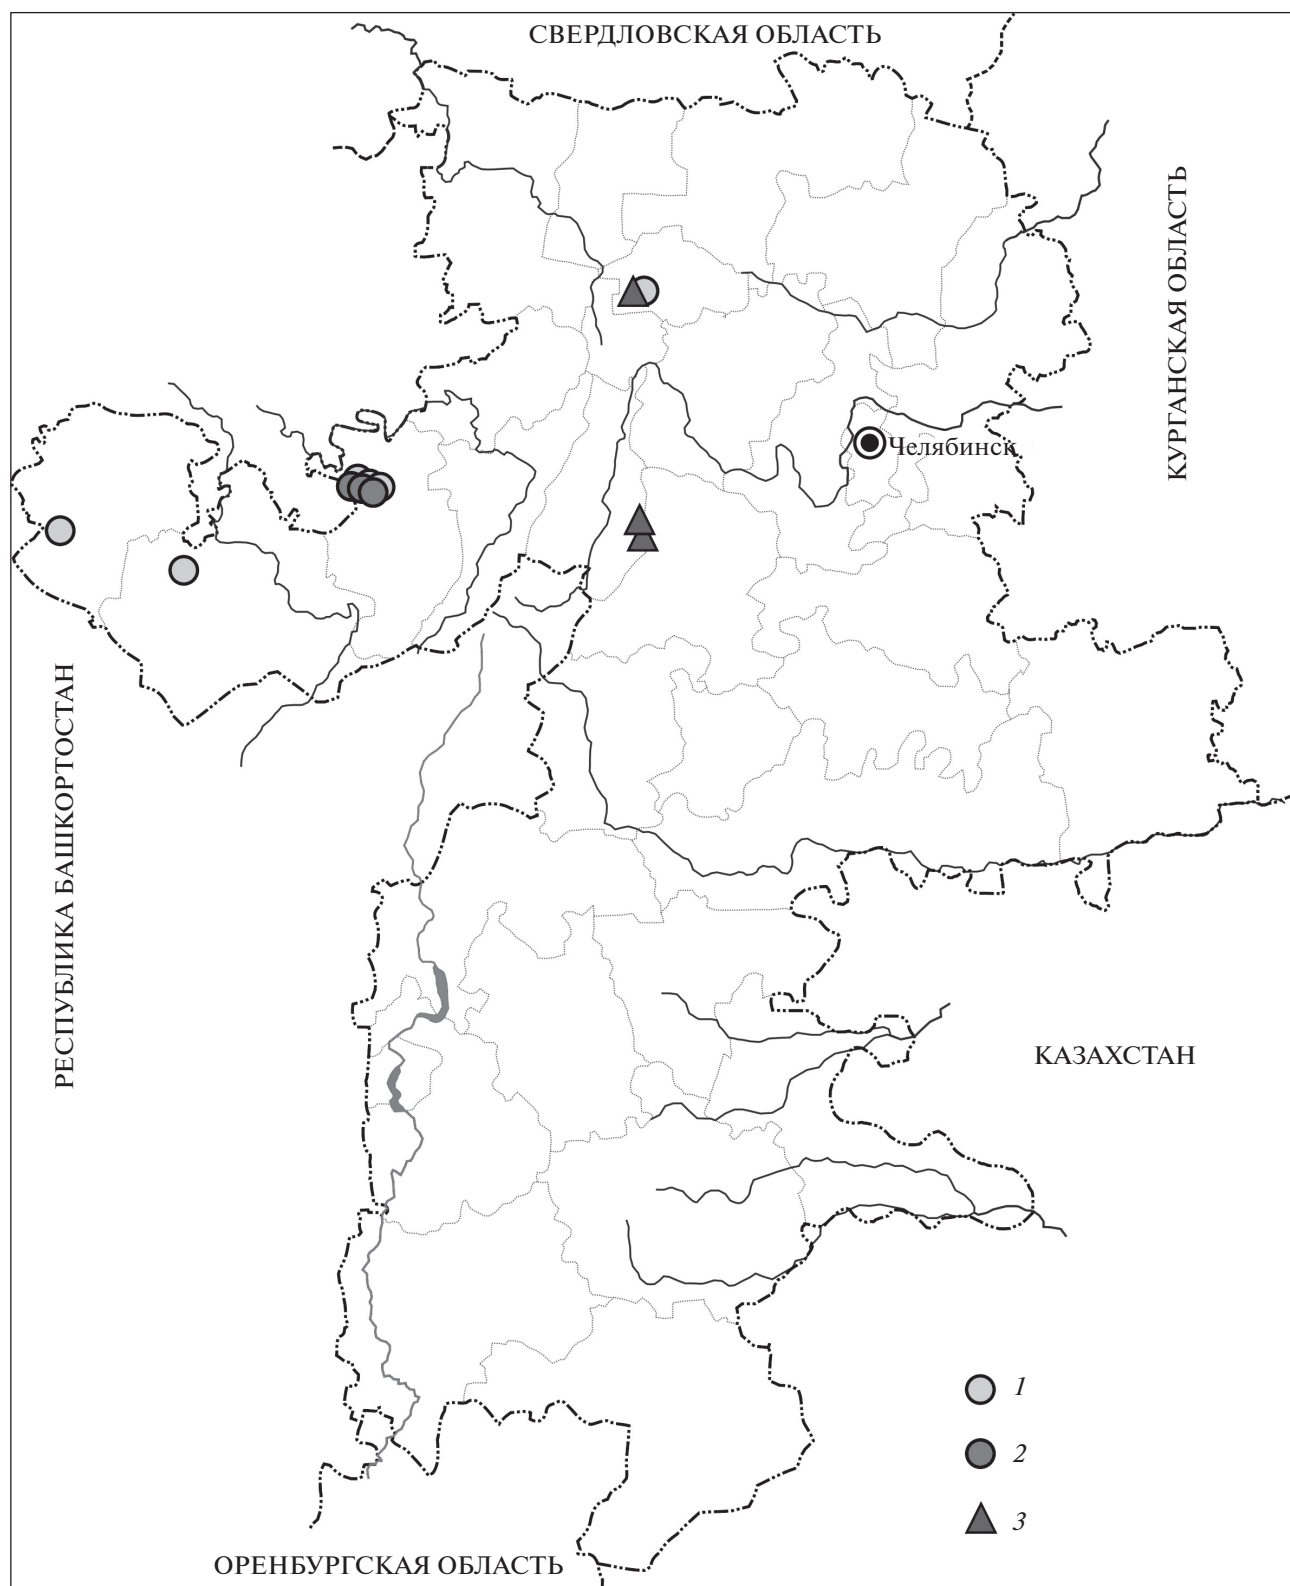 СВЕРДЛОВСКАЯ ОБЛАСТЬ
КУРГАНСКАЯ ОБЛАСТЬ
Челябинск
РЕСПУБЛИКА БАШКОРТОСТАН
КАЗАХСТАН
1
2
3
ОРЕНБУРГСКАЯ ОБЛАСТЬ